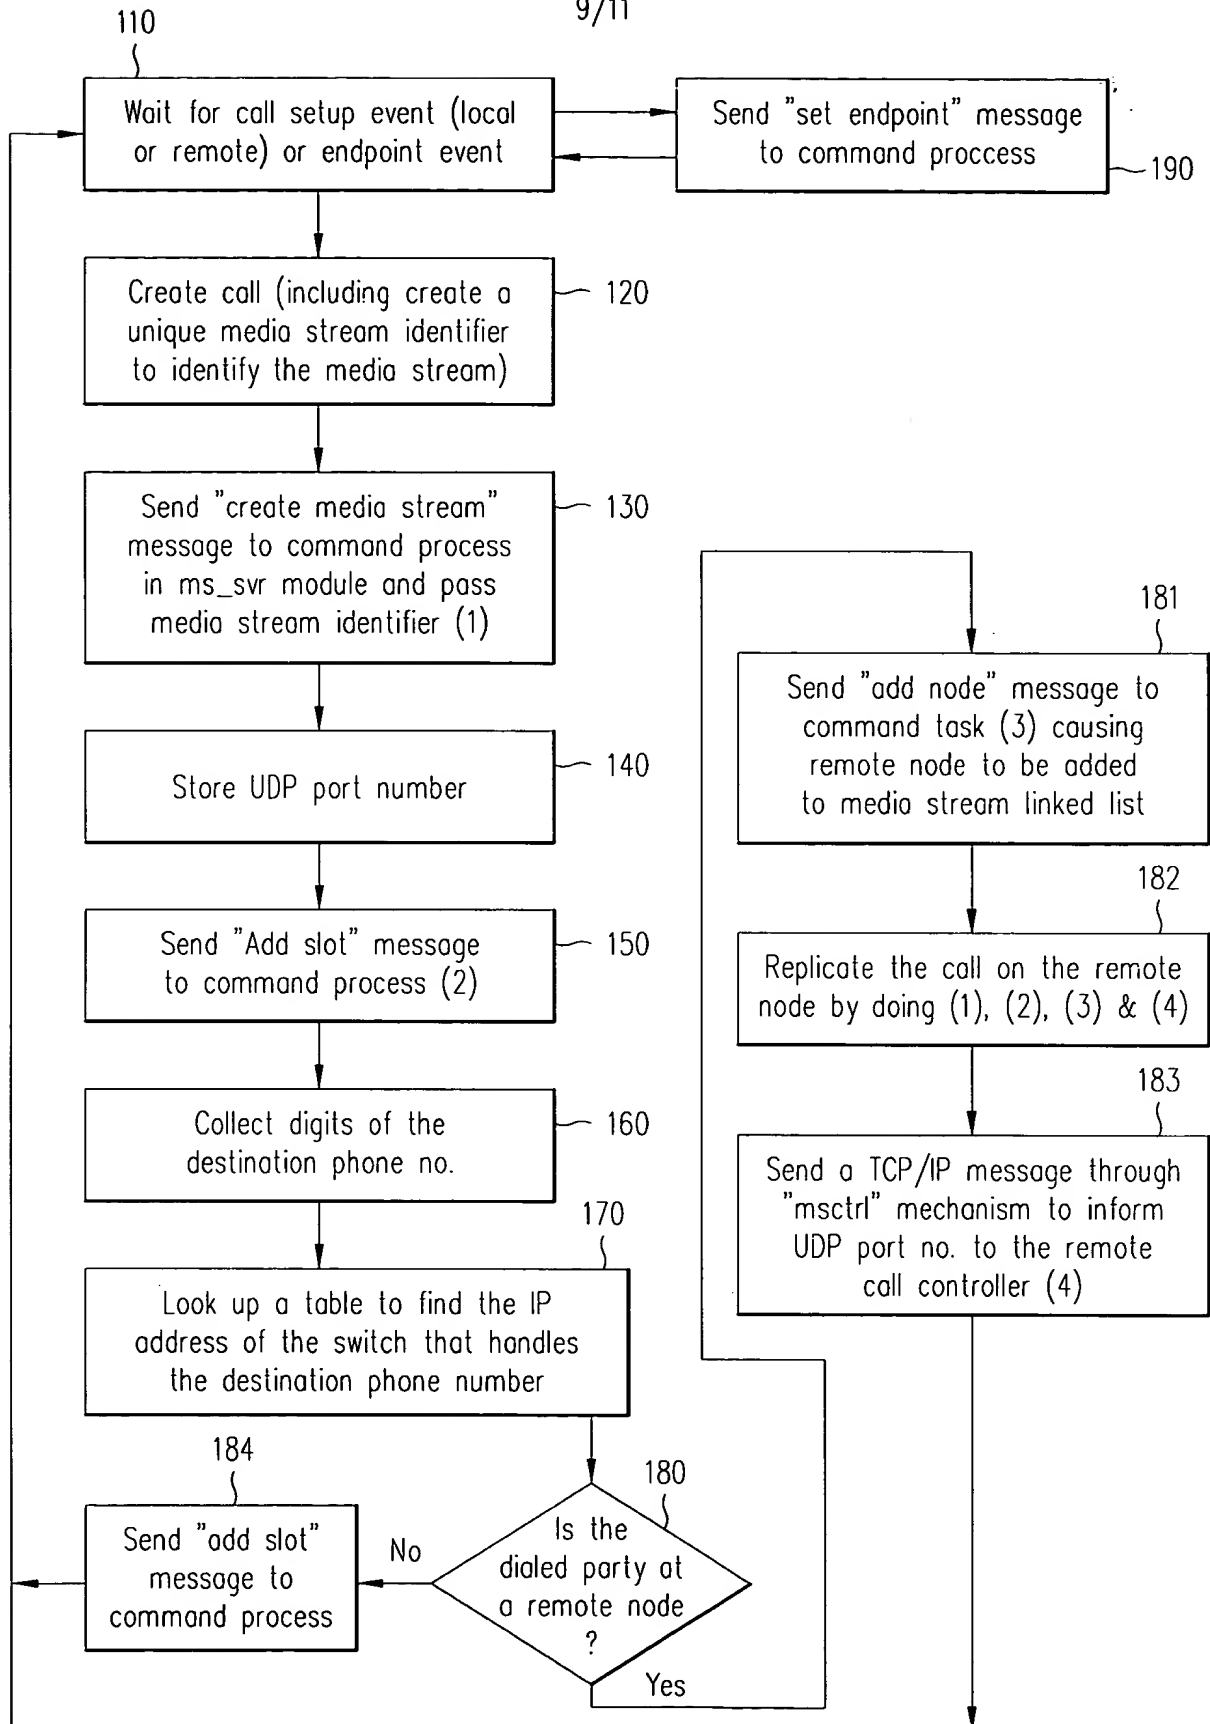 9/11
110
Wait for call setup event (local
or remote) or endpoint event
Send "set endpoint" message
to command proccess
190
Create call (including create a
unique media stream identifier
to identify the media stream)
120
Send "create media stream"
message to command process
in ms_svr module and pass
media stream identifier (1)
130
Store UDP port number
140
Send "Add slot" message
to command process (2)
150
Collect digits of the
destination phone no.
160
170
Look up a table to find the IP
address of the switch that handles
the destination phone number
180
Is the
dialed party at
a remote node
?
No
Yes
184
Send "add slot"
message to
command process
181
Send "add node" message to
command task (3) causing
remote node to be added
to media stream linked list
182
Replicate the call on the remote
node by doing (1), (2), (3) & (4)
183
Send a TCP/IP message through
"msctrl" mechanism to inform
UDP port no. to the remote
call controller (4)